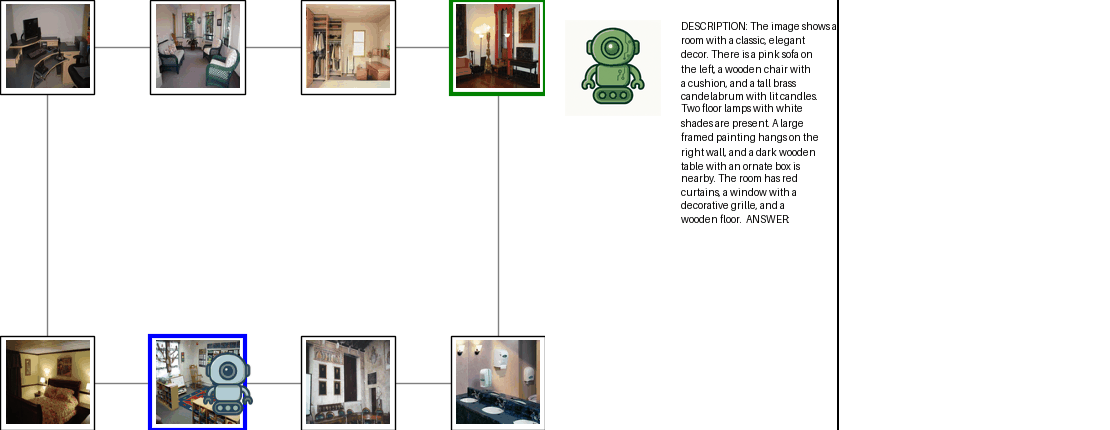 DESCRIPTION: The image shows a
room with a classic, elegant
decor. There is a pink sofa on
the left, a wooden chair with
a cushion, and a tall brass
candelabrum with lit candles.
Two floor lamps with white
shades are present. A large
framed painting hangs on the
right wall, and a dark wooden
table with an ornate box is
nearby. The room has red
curtains, a window with a
decorative grille, and a
wooden floor.  ANSWER: